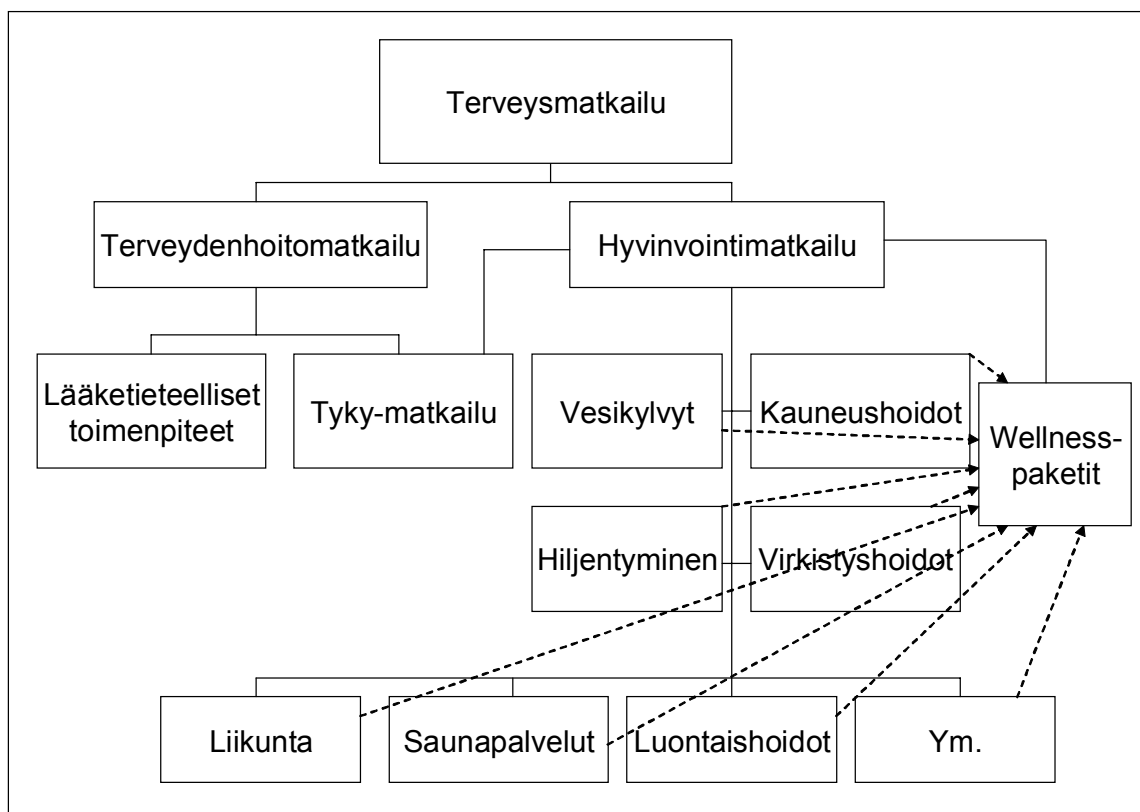 Terveysmatkailu
Terveydenhoitomatkailu
Hyvinvointimatkailu
Lääketieteelliset
toimenpiteet
Tyky-matkailu
Vesikylvyt
Kauneushoidot
Wellness-
paketit
Hiljentyminen
Virkistyshoidot
Liikunta
Saunapalvelut
Luontaishoidot
Ym.